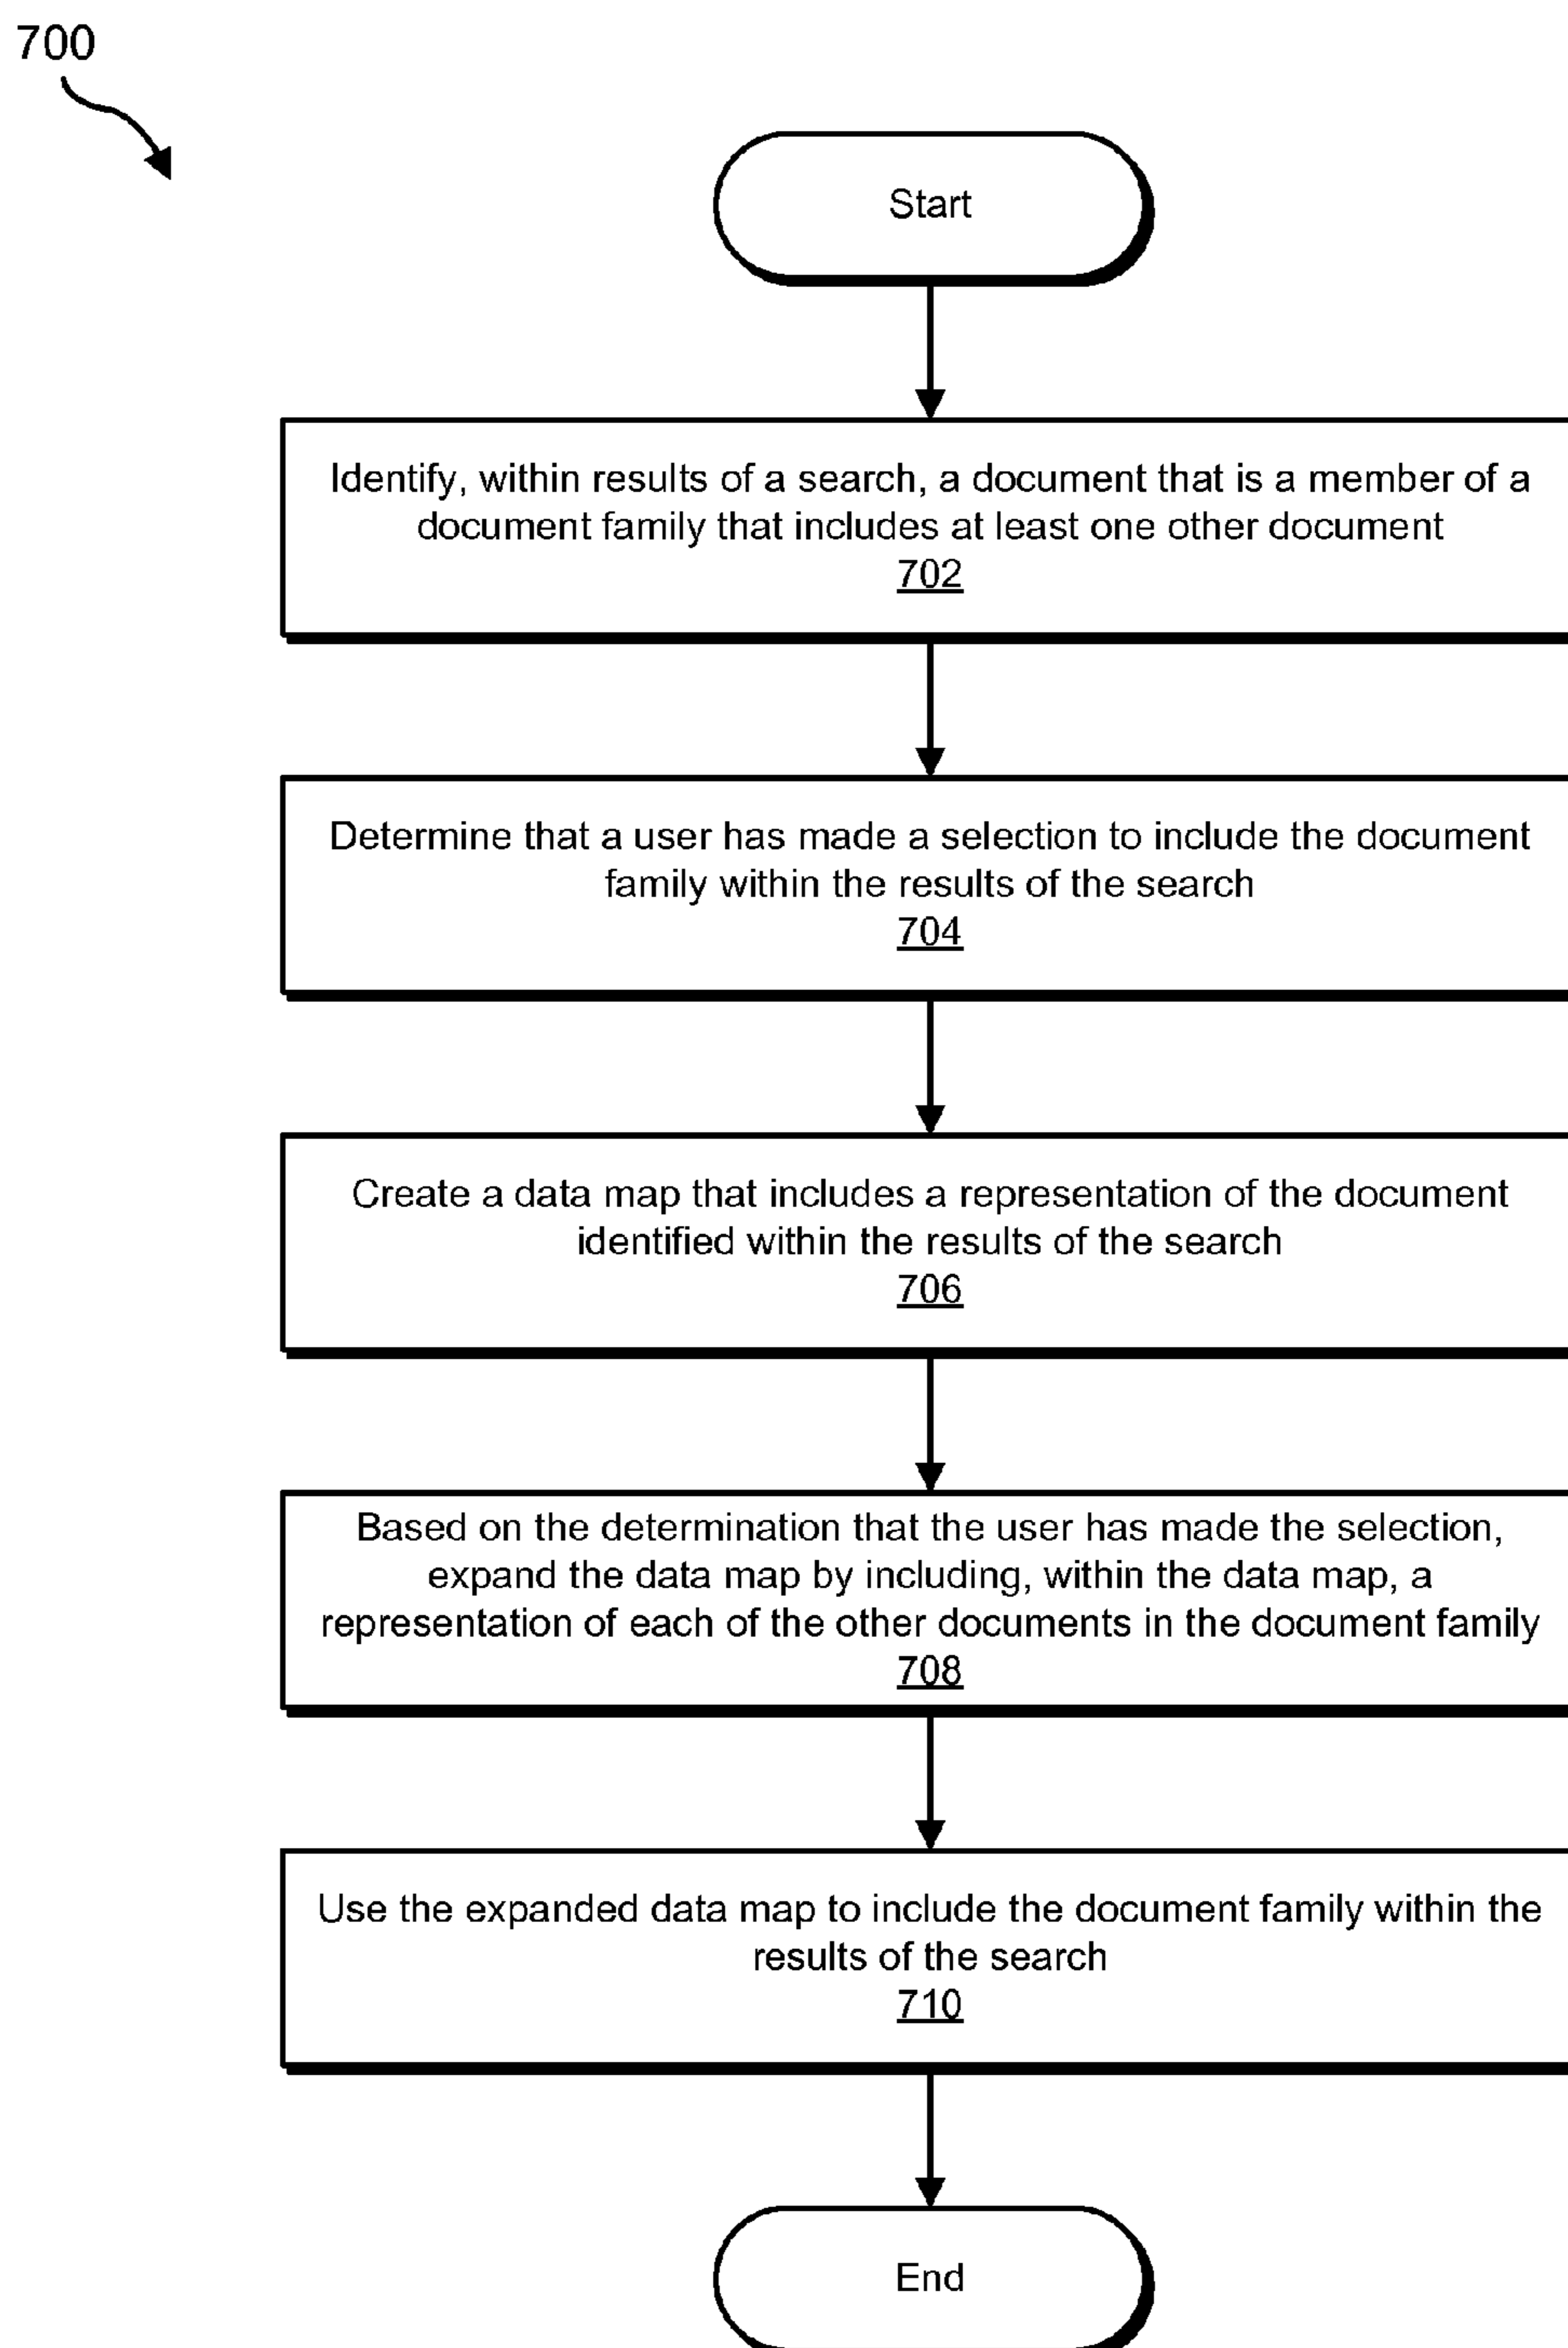 700
Start
Identify, within results of a search, a document that is a member of a
document family that includes at least one other document
702
Determine that a user has made a selection to include the document
family within the results of the search
704
Create a data map that includes a representation of the document
identified within the results of the search
706
Based on the determination that the user has made the selection,
expand the data map by including, within the data map, a
representation of each of the other documents in the document family
708
Use the expanded data map to include the document family within the
results of the search
710
End